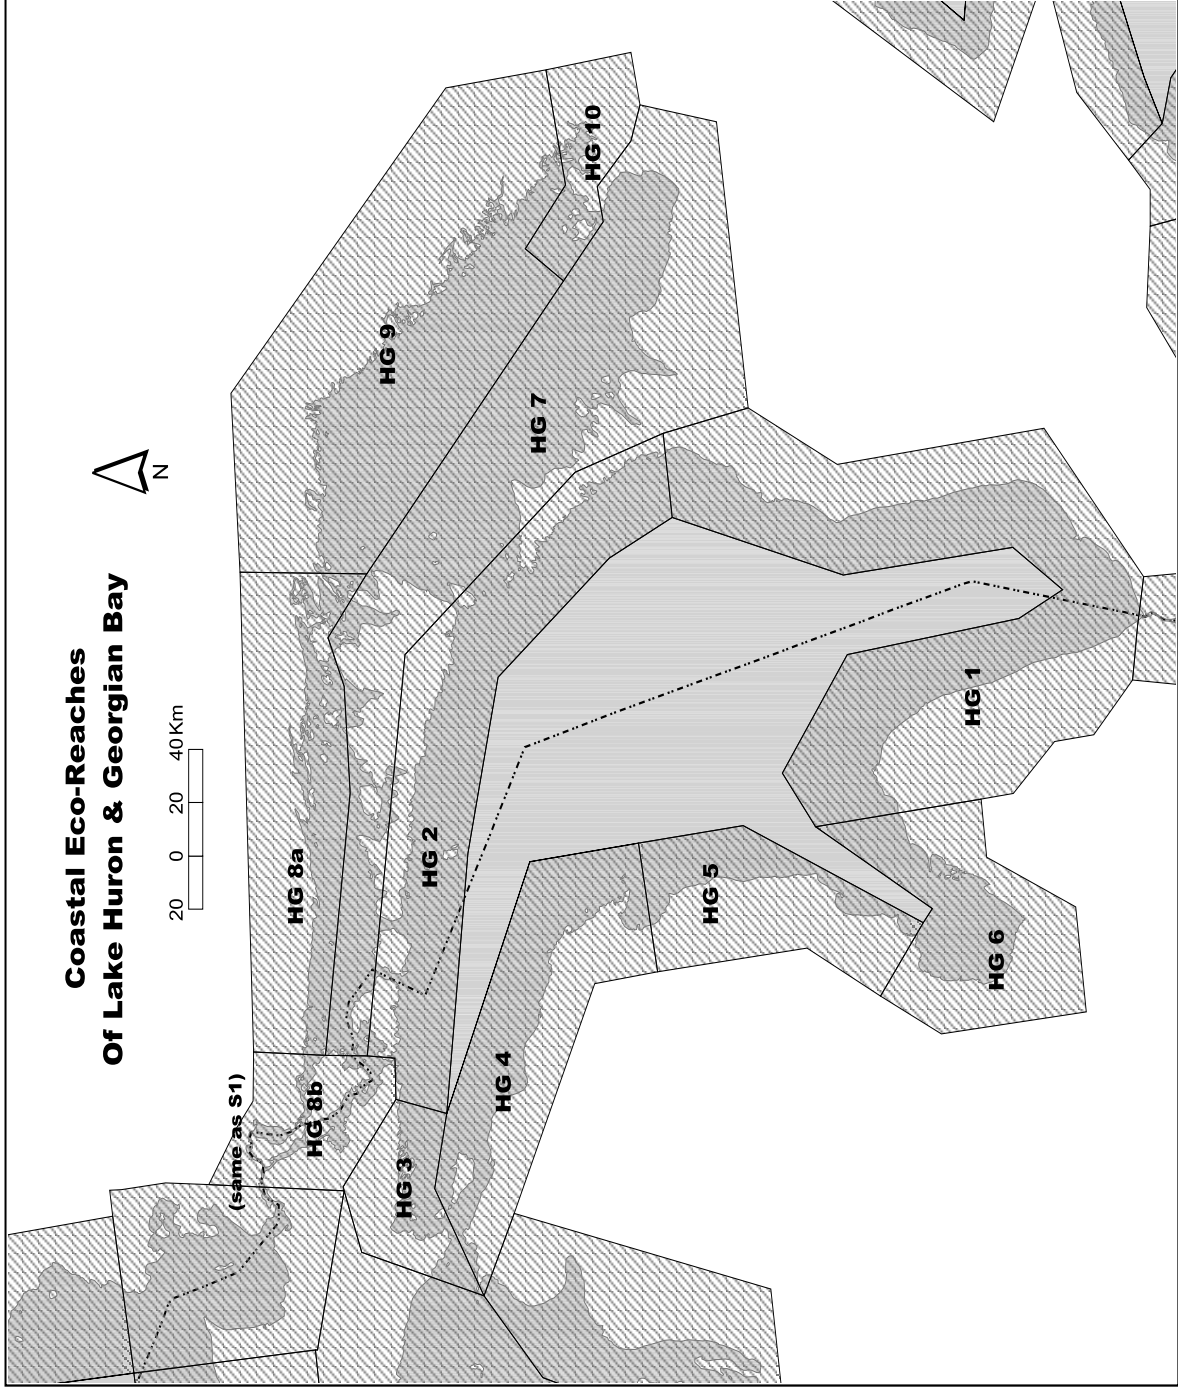 Coastal Eco-Reaches
Of Lake Huron & Georgian Bay
N
20 0 20 40 Km
(same as S1)
HG 8b
HG 8a
HG 9
HG 10
HG 3
HG 2
HG 7
HG 4
HG 5
HG 6
HG 1